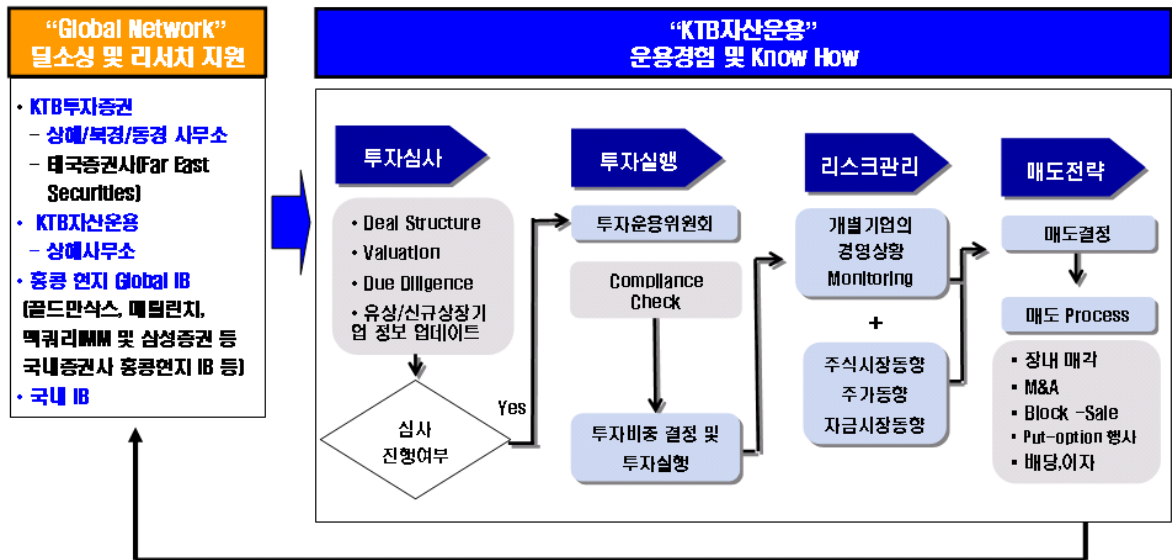 “Global Network”
딜소싱 및 리서치 지원
• KTB투자증권
– 상해/북경/동경 사무소
– 태국증권사(Far East
Securities)
• KTB자산운용
– 상해사무소
• 홍콩 현지 Global IB
(골드만삭스, 메릴린치,
맥쿼리IMM 및 삼성증권 등
국내증권사 홍콩현지 IB 등)
• 국내 IB
“KTB자산운용”
운용경험 및 Know How
투자심사
• Deal Structure
• Valuation
• Due Diligence
• 유상/신규상장기
업 정보 업데이트
심사
진행여부
Yes
투자실행
투자운용위원회
Compliance
Check
투자비중 결정 및
투자실행
리스크관리
개별기업의
경영상황
Monitoring
+
주식시장동향
주가동향
자금시장동향
매도전략
매도결정
매도 Process
▪ 장내 매각
▪ M&A
▪ Block -Sale
▪ Put-option 행사
▪ 배당,이자